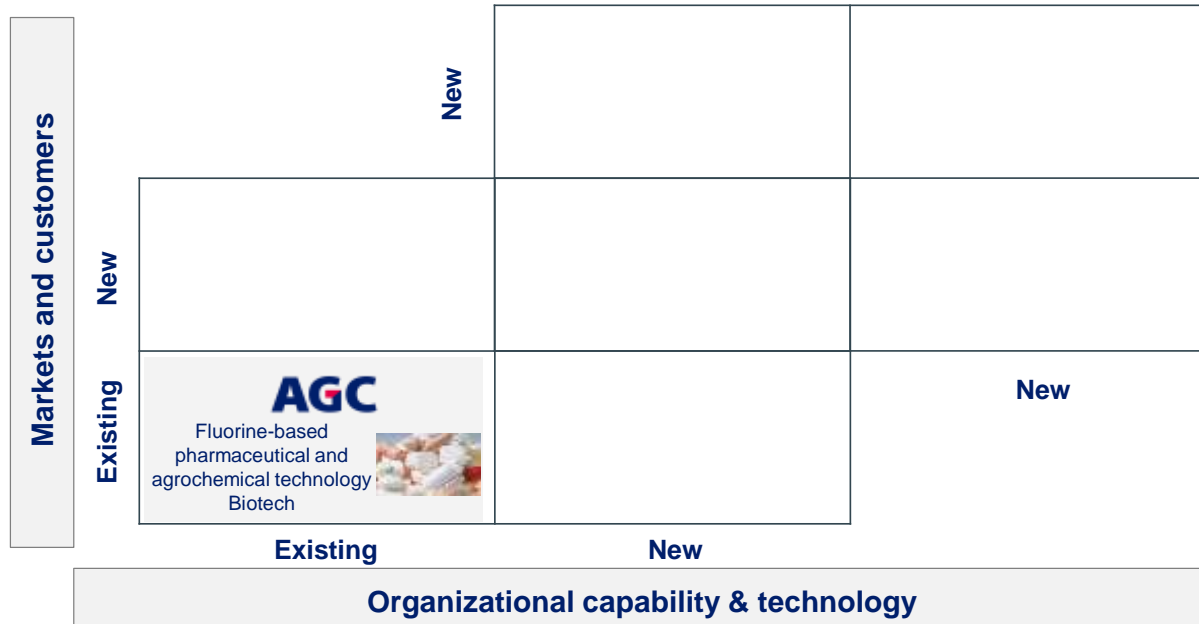 Markets and customers
New
New
Existing
AGC
Fluorine-based
pharmaceutical and
agrochemical technology
Biotech
New
Existing
New
Organizational capability & technology